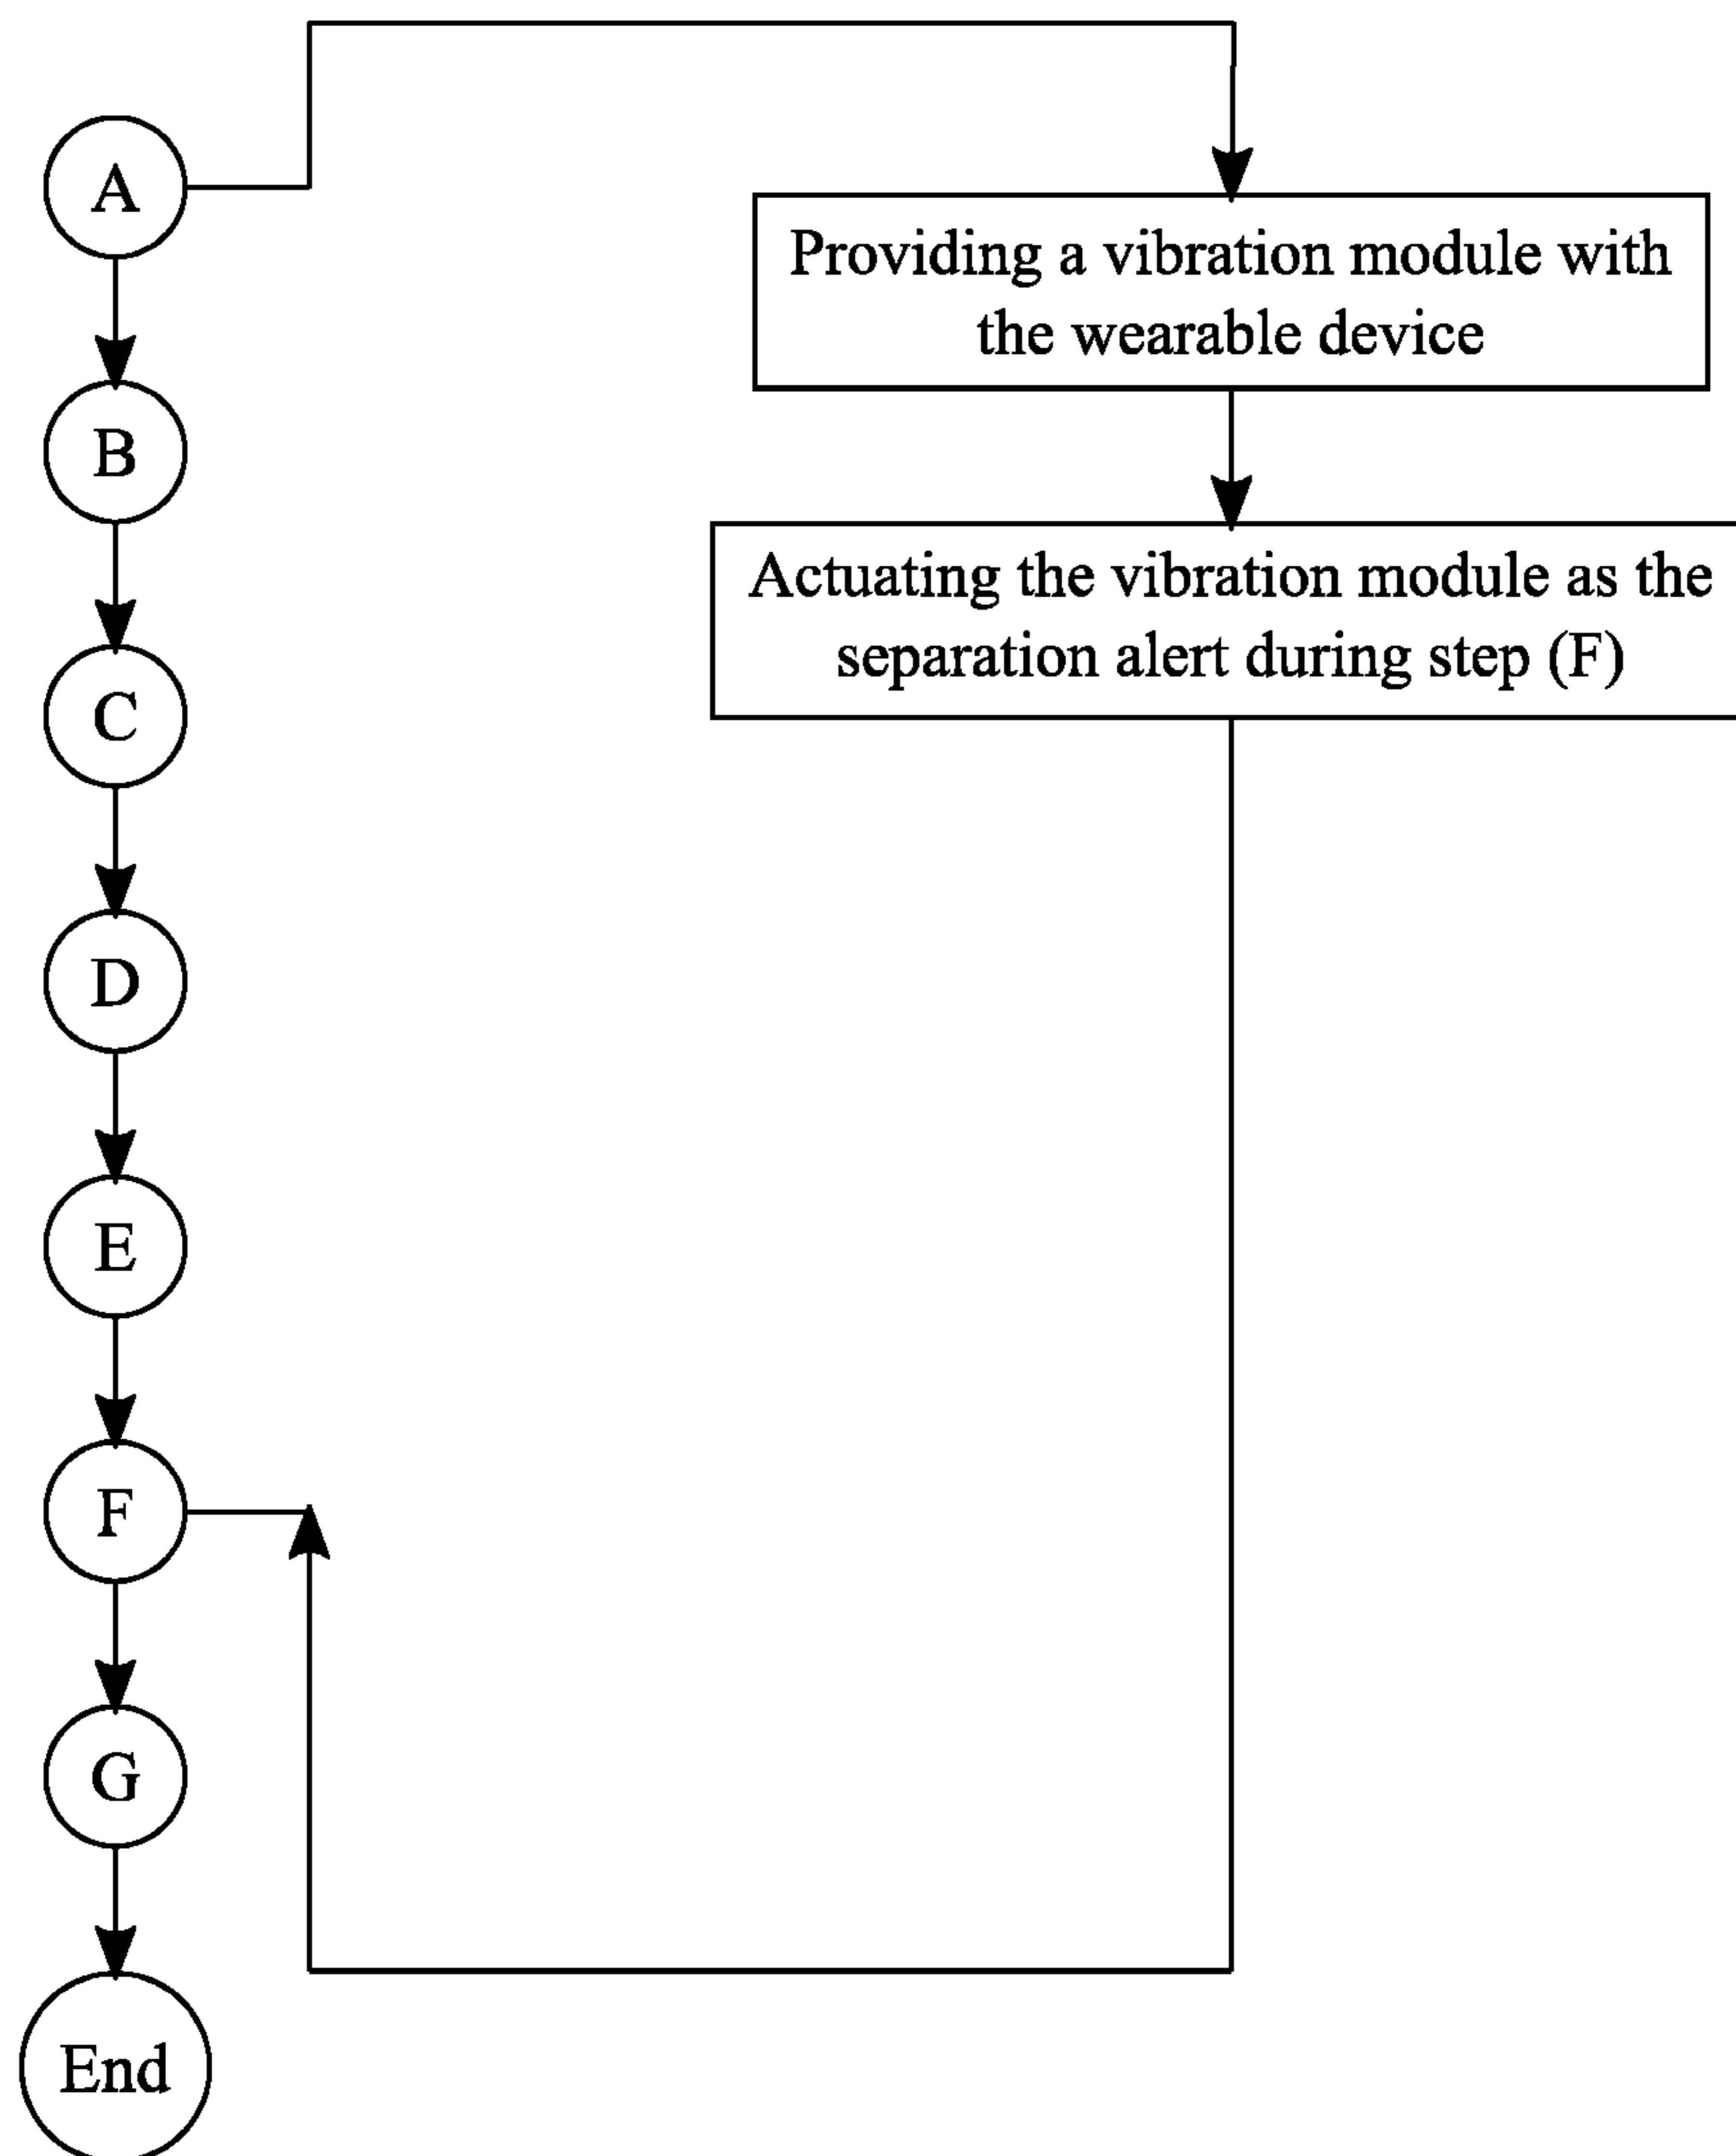 A
Providing a vibration module with
the wearable device
B
Actuating the vibration module as the
separation alert during step (F)
C
D
E
F
G
End